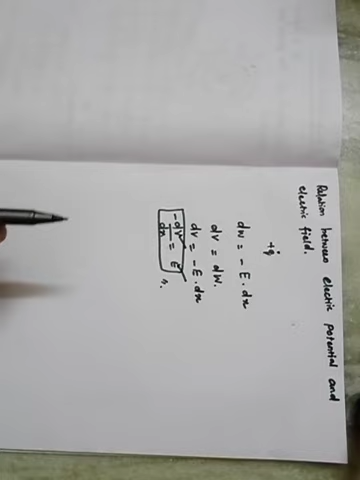 Relation between electric potential and
electric field.
+q
dw = - E. dx
dv = dw.
dv = - E. dx
-dv/dx = E